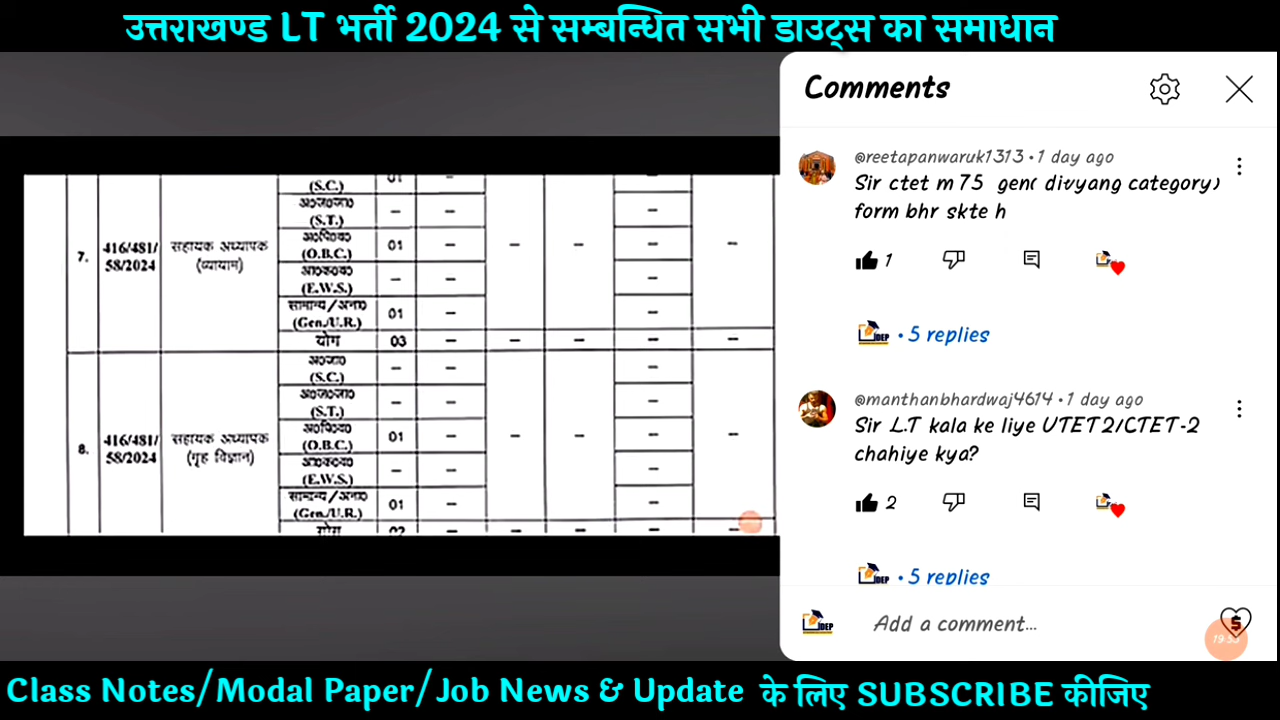 उत्तराखण्ड LT भर्ती 2024 से सम्बन्धित सभी डाउट्स का समाधान
Comments
@reetapanwaruk1313 • 1 day ago
Sir ctet m 75 gen( divyang category)
form bhr skte h
1
• 5 replies
@manthanbhardwaj4614 • 1 day ago
Sir L.T kala ke liye UTET2/CTET-2
chahiye kya?
2
• 5 replies
Add a comment...
01
(S.C.)
अ०ज०जा०
(S.T.) – –
7. 416/481/ 58/2024 सहायक अध्यापक (व्यायाम)
अ०पि०व०
(O.B.C.) 01 – – – – –
आ०क०व०
(E.W.S.) – – –
सामान्य/अना०
(Gen./U.R.) 01 – –
योग 03 – – – – –
अ०जा०
(S.C.) – – –
अ०ज०जा०
(S.T.) – – –
8. 416/481/ 58/2024 सहायक अध्यापक (गृह विज्ञान)
अ०पि०व०
(O.B.C.) 01 – – – – –
आ०क०व०
(E.W.S.) – – –
सामान्य/अना०
(Gen./U.R.) 01 – –
योग 02 – – – – –
Class Notes/Modal Paper/Job News & Update के लिए SUBSCRIBE कीजिए